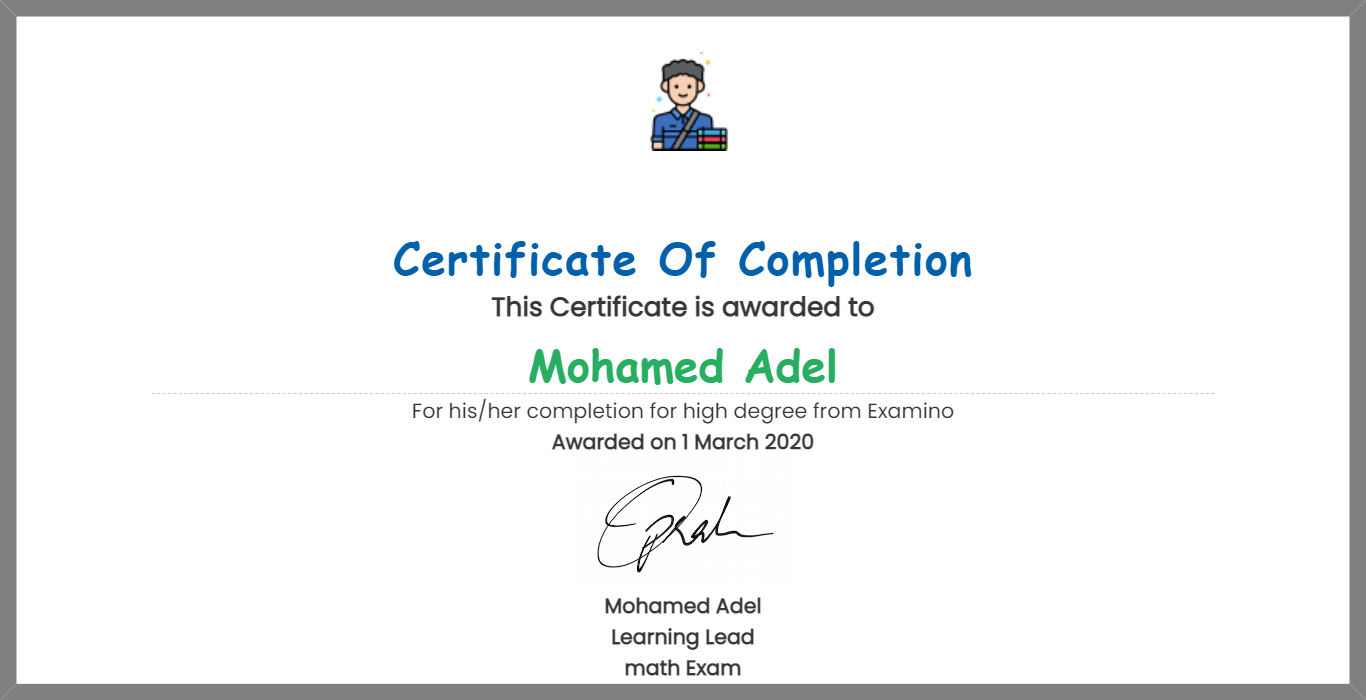 Certificate Of Completion
This Certificate is awarded to
Mohamed Adel
For his/her completion for high degree from Examino
Awarded on 1 March 2020
Mohamed Adel
Learning Lead
math Exam